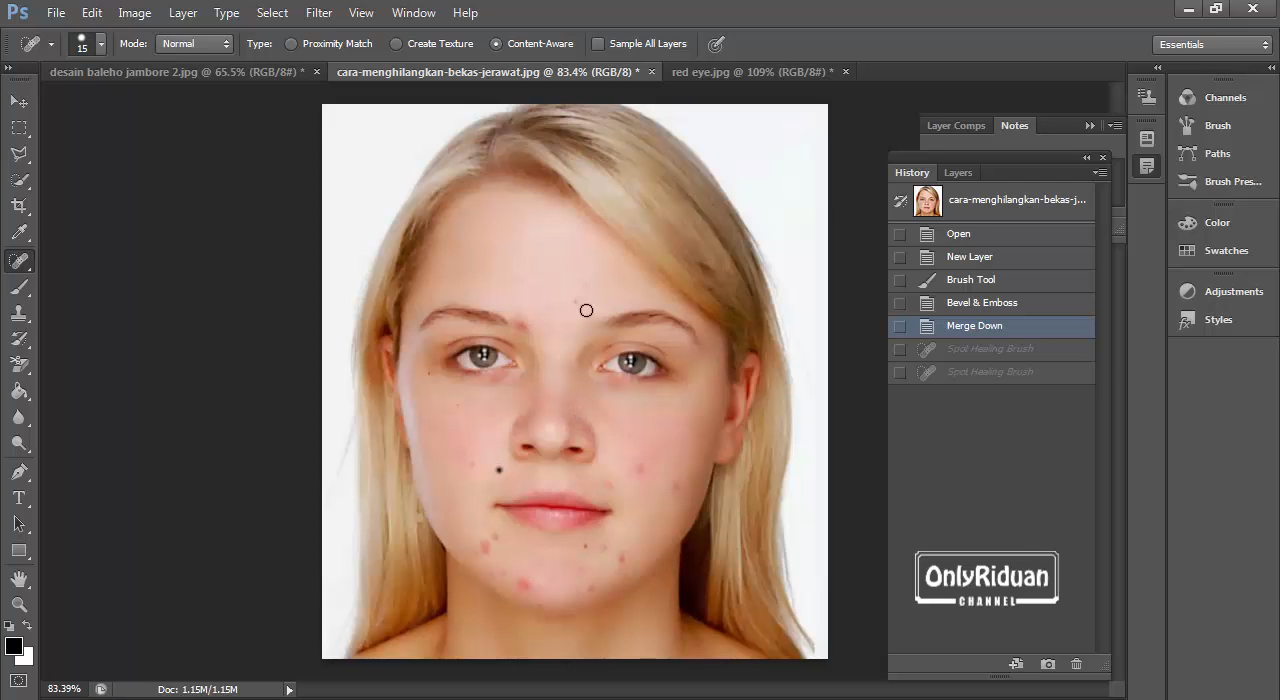 Ps File Edit Image Layer Type Select Filter View Window Help
15 Mode: Normal Type: Proximity Match Create Texture Content-Aware Sample All Layers Essentials
desain baleho jambore 2.jpg @ 65.5% (RGB/8#) * × cara-menghilangkan-bekas-jerawat.jpg @ 83.4% (RGB/8) * × red eye.jpg @ 109% (RGB/8#) * ×
Channels
Brush
Paths
Brush Pres...
Color
Swatches
Adjustments
Styles
Layer Comps Notes
History Layers
cara-menghilangkan-bekas-j...
Open
New Layer
Brush Tool
Bevel & Emboss
Merge Down
Spot Healing Brush
Spot Healing Brush
T
OnlyRiduan
CHANNEL
83.39% Doc: 1.15M/1.15M